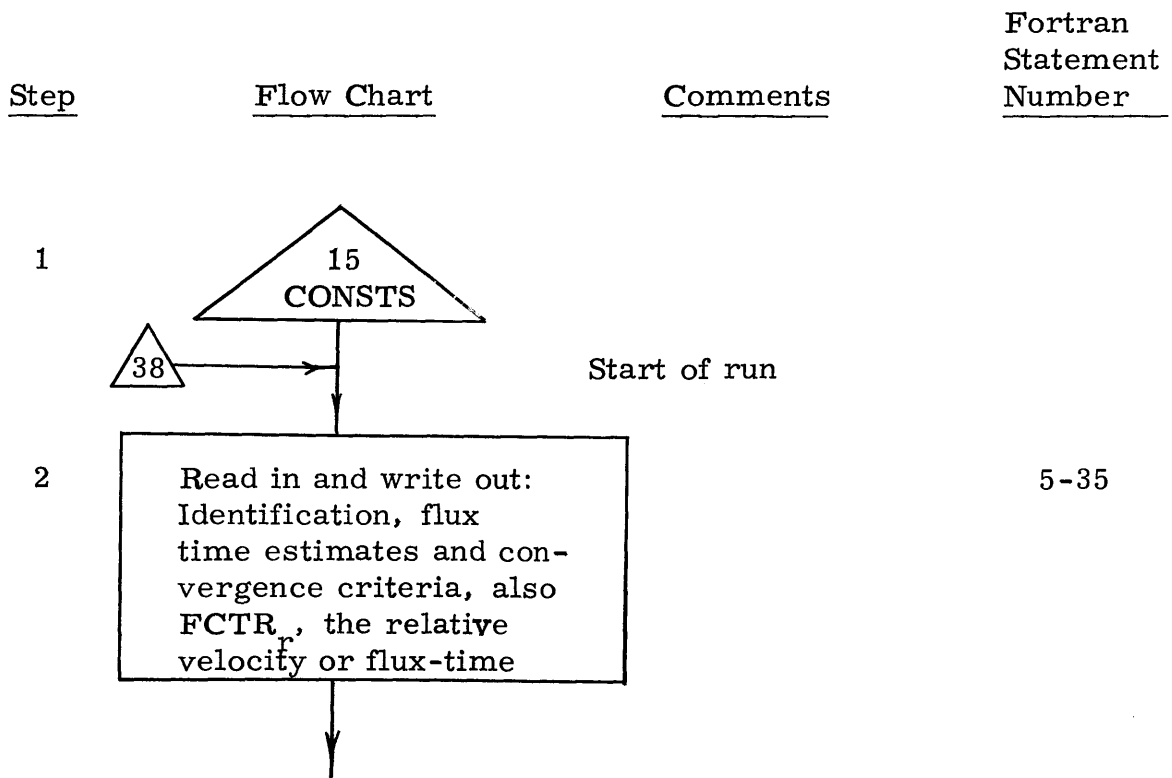 Fortran
Statement
Step Flow Chart Comments Number
1
15
CONSTS
38
Start of run
2 Read in and write out: 5-35
Identification, flux
time estimates and con-
vergence criteria, also
FCTR_r, the relative
velocity or flux-time